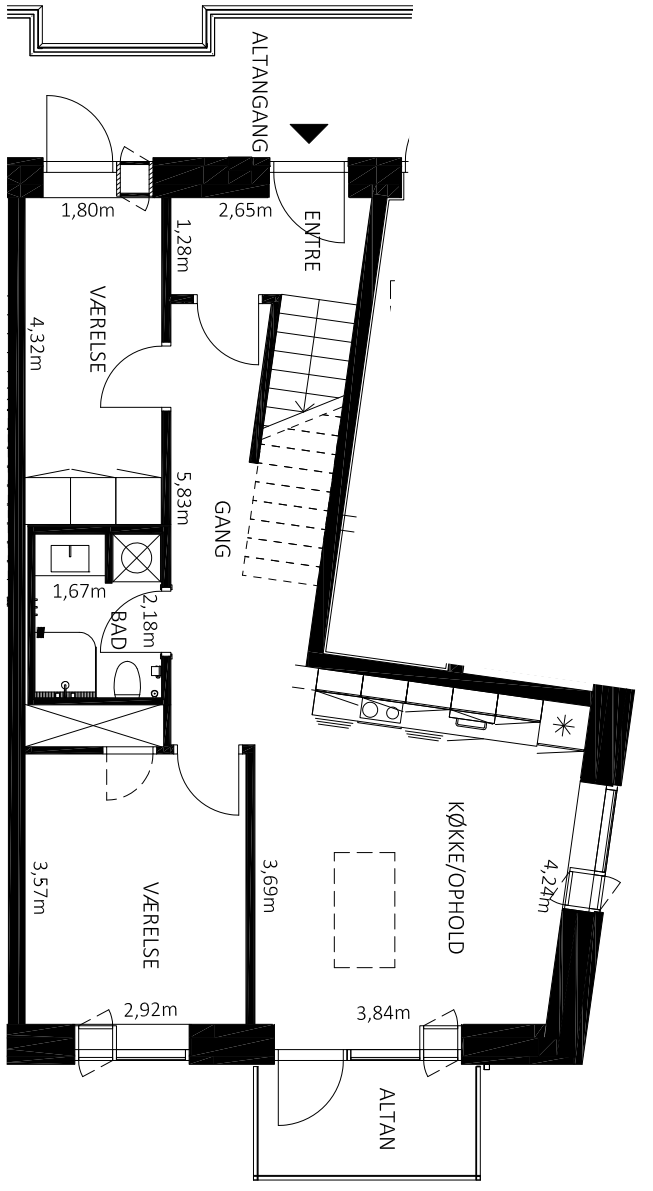 ALTANGANG
1,80m
2,65m
1,28m
ENTRE
VÆRELSE
4,32m
5,83m
GANG
1,67m
2,18m
BAD
KØKKE/OPHOLD
3,57m
3,69m
4,24m
VÆRELSE
2,92m
3,84m
ALTAN